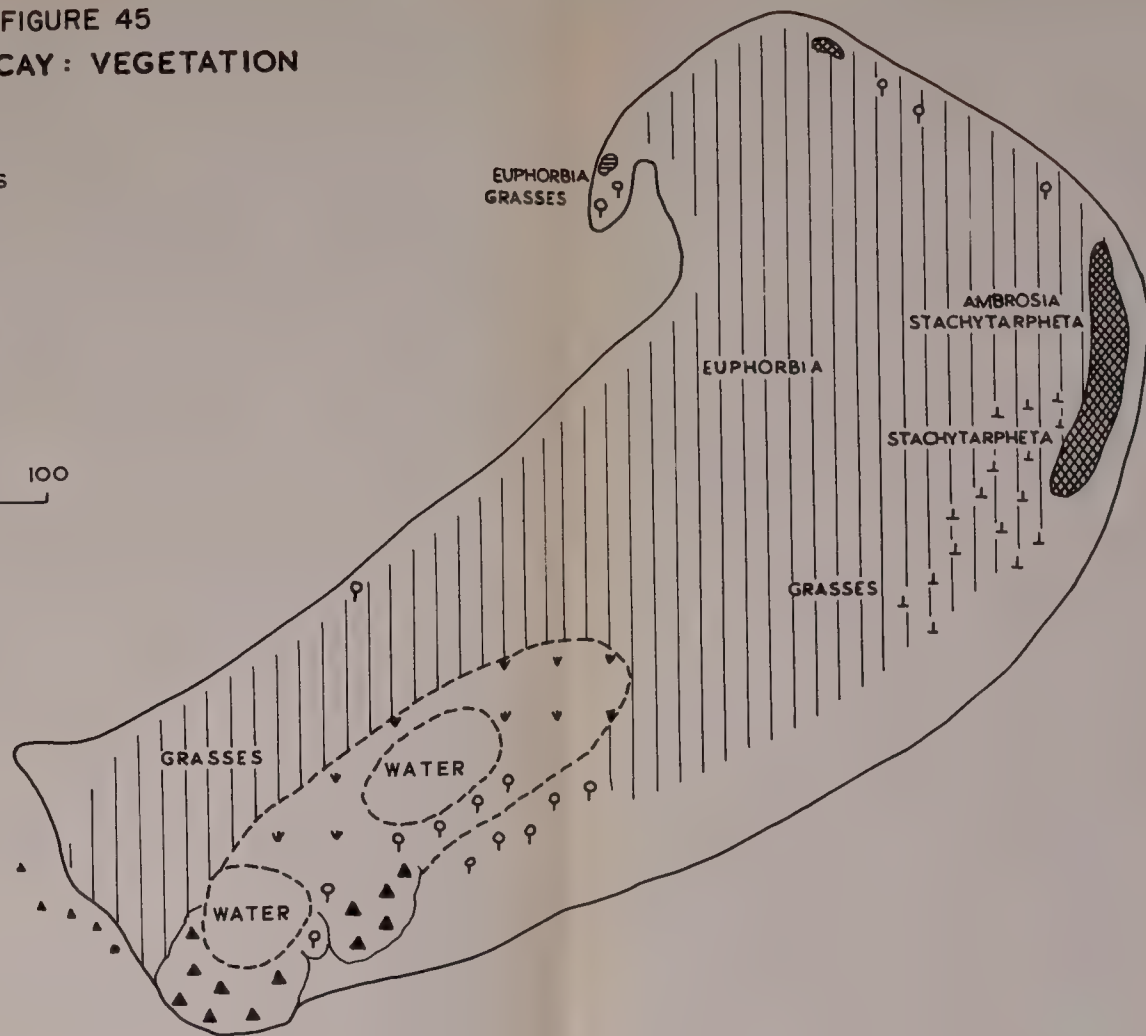 FIGURE 45
CAY: VEGETATION
S
EUPHORBIA
GRASSES
AMBROSIA
STACHYTARPHETA
EUPHORBIA
STACHYTARPHETA
100
GRASSES
GRASSES
WATER
WATER